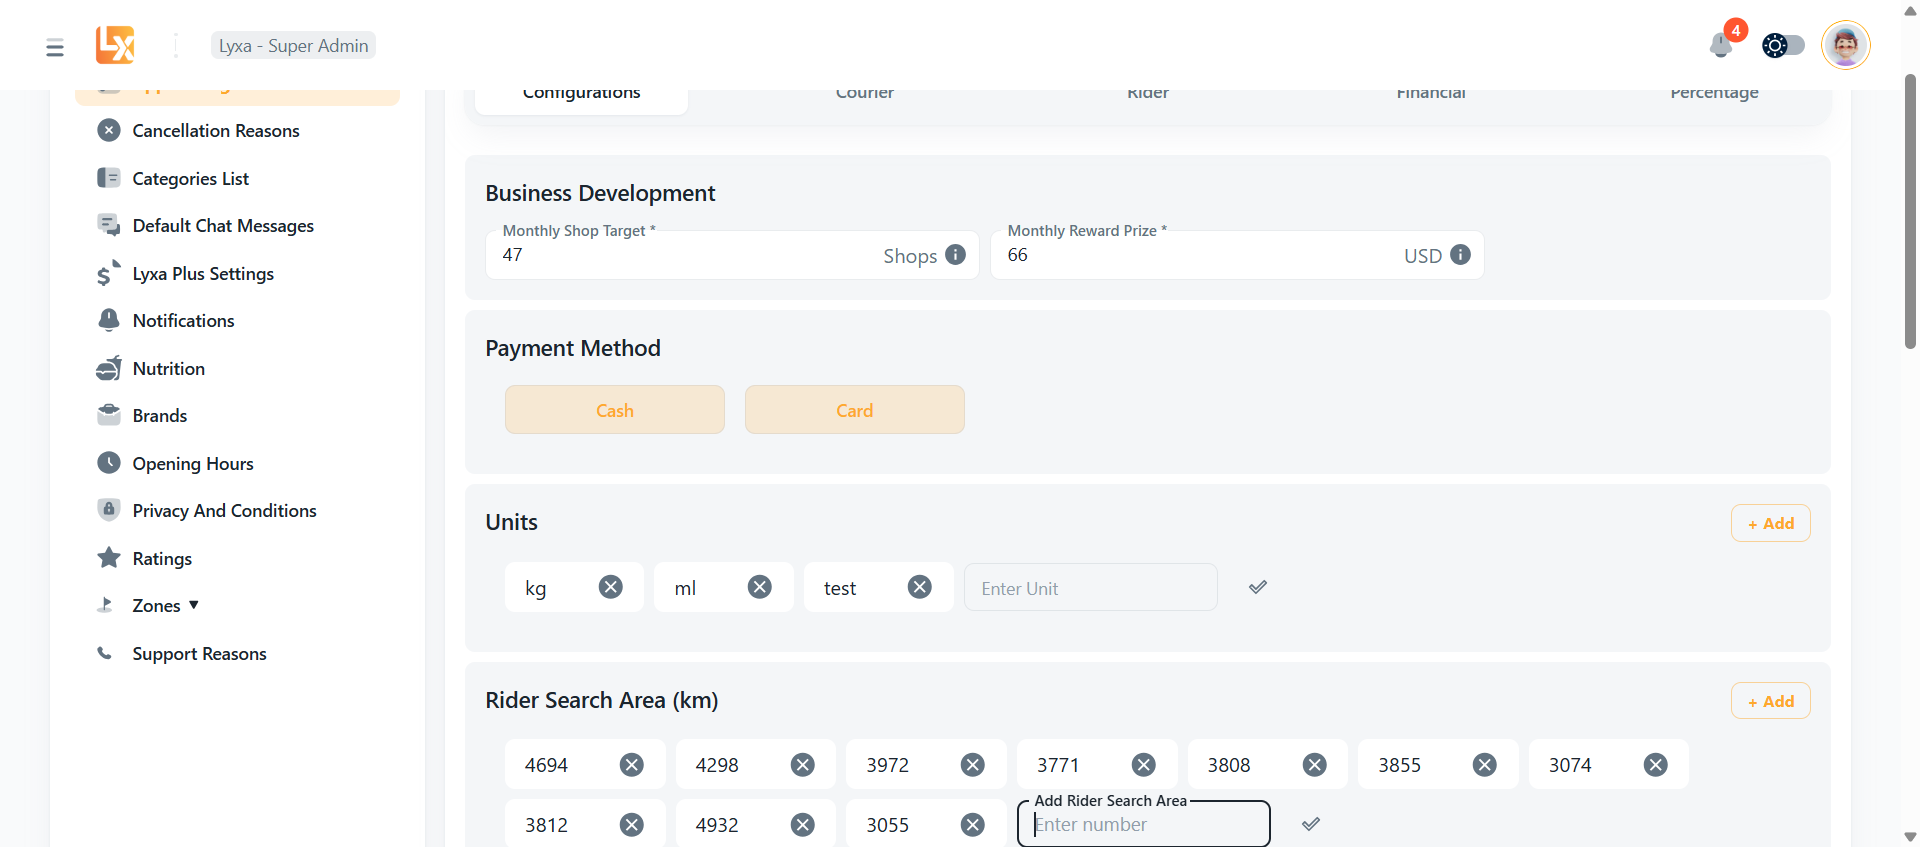 LX
Lyxa - Super Admin
4
Configurations
Courier
Rider
Financial
Percentage
Cancellation Reasons
Categories List
Default Chat Messages
Lyxa Plus Settings
Notifications
Nutrition
Brands
Opening Hours
Privacy And Conditions
Ratings
Zones
Support Reasons
Business Development
Monthly Shop Target *
47
Shops
Monthly Reward Prize *
66
USD
Payment Method
Cash
Card
Units
+ Add
kg
ml
test
Enter Unit
Rider Search Area (km)
+ Add
4694
4298
3972
3771
3808
3855
3074
3812
4932
3055
Add Rider Search Area
Enter number